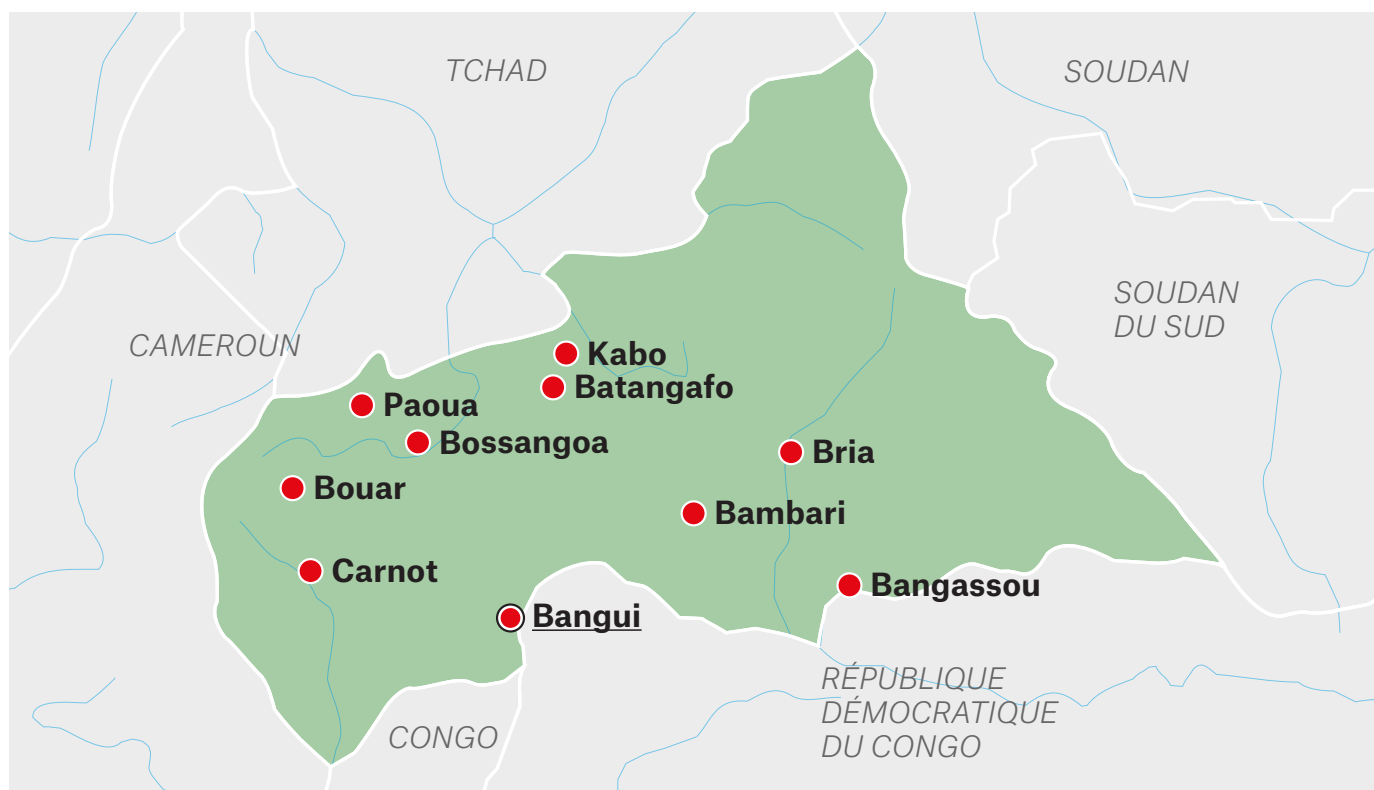 TCHAD
SOUDAN
SOUDAN
DU SUD
CAMEROUN
Kabo
Batangafo
Paoua
Bossangoa
Bria
Bouar
Bambari
Carnot
Bangassou
Bangui
RÉPUBLIQUE
DÉMOCRATIQUE
DU CONGO
CONGO